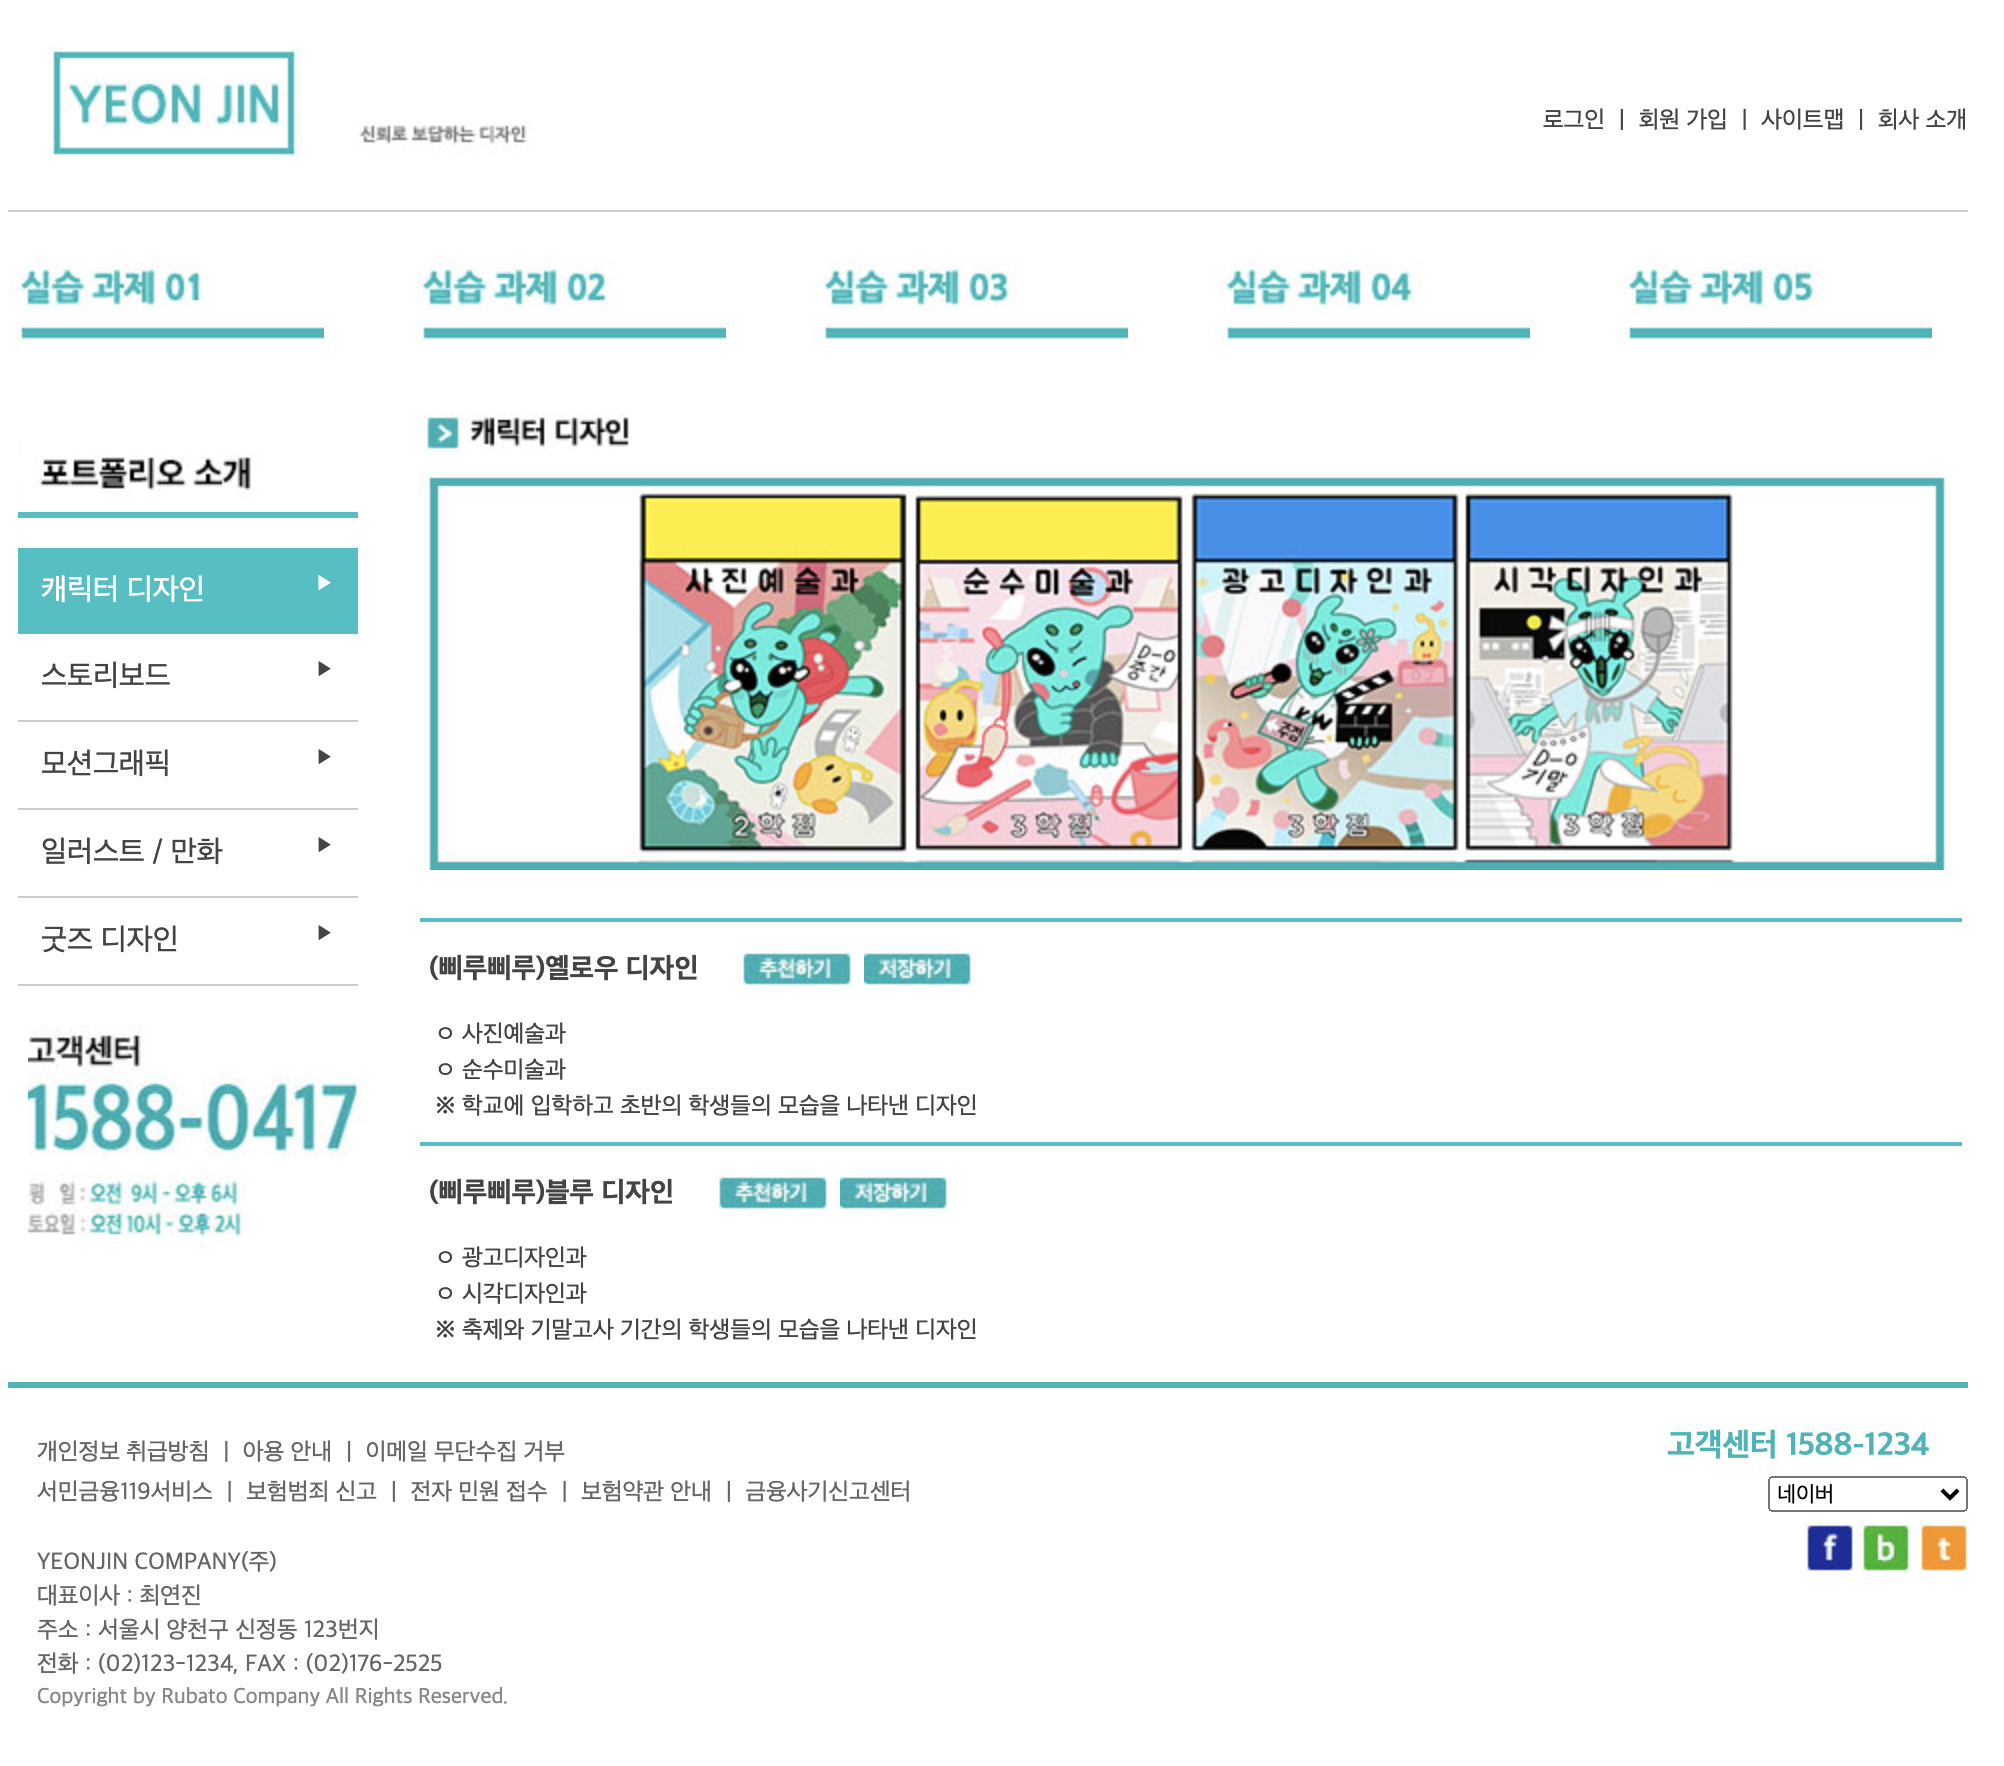 YEON JIN
신뢰로 보답하는 디자인
로그인 | 회원 가입 | 사이트맵 | 회사 소개
실습 과제 01
실습 과제 02
실습 과제 03
실습 과제 04
실습 과제 05
포트폴리오 소개
캐릭터 디자인
스토리보드
모션그래픽
일러스트 / 만화
굿즈 디자인
고객센터
1588-0417
평 일 : 오전 9시 - 오후 6시
토요일 : 오전 10시 - 오후 2시
캐릭터 디자인
사진예술과
2학점
순수미술과
D-0
중간
3학점
광고디자인과
KW
주점
3학점
시각디자인과
KW
D-0
기말
3학점
(삐루삐루)옐로우 디자인 추천하기 저장하기
ㅇ 사진예술과
ㅇ 순수미술과
※ 학교에 입학하고 초반의 학생들의 모습을 나타낸 디자인
(삐루삐루)블루 디자인 추천하기 저장하기
ㅇ 광고디자인과
ㅇ 시각디자인과
※ 축제와 기말고사 기간의 학생들의 모습을 나타낸 디자인
개인정보 취급방침 | 아용 안내 | 이메일 무단수집 거부
서민금융119서비스 | 보험범죄 신고 | 전자 민원 접수 | 보험약관 안내 | 금융사기신고센터
YEONJIN COMPANY(주)
대표이사 : 최연진
주소 : 서울시 양천구 신정동 123번지
전화 : (02)123-1234, FAX : (02)176-2525
Copyright by Rubato Company All Rights Reserved.
고객센터 1588-1234
네이버
f b t